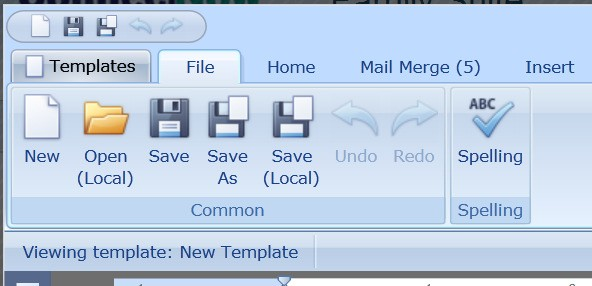 Templates File Home Mail Merge (5) Insert
New Open (Local) Save Save As Save (Local) Undo Redo ABC Spelling
Common Spelling
Viewing template: New Template